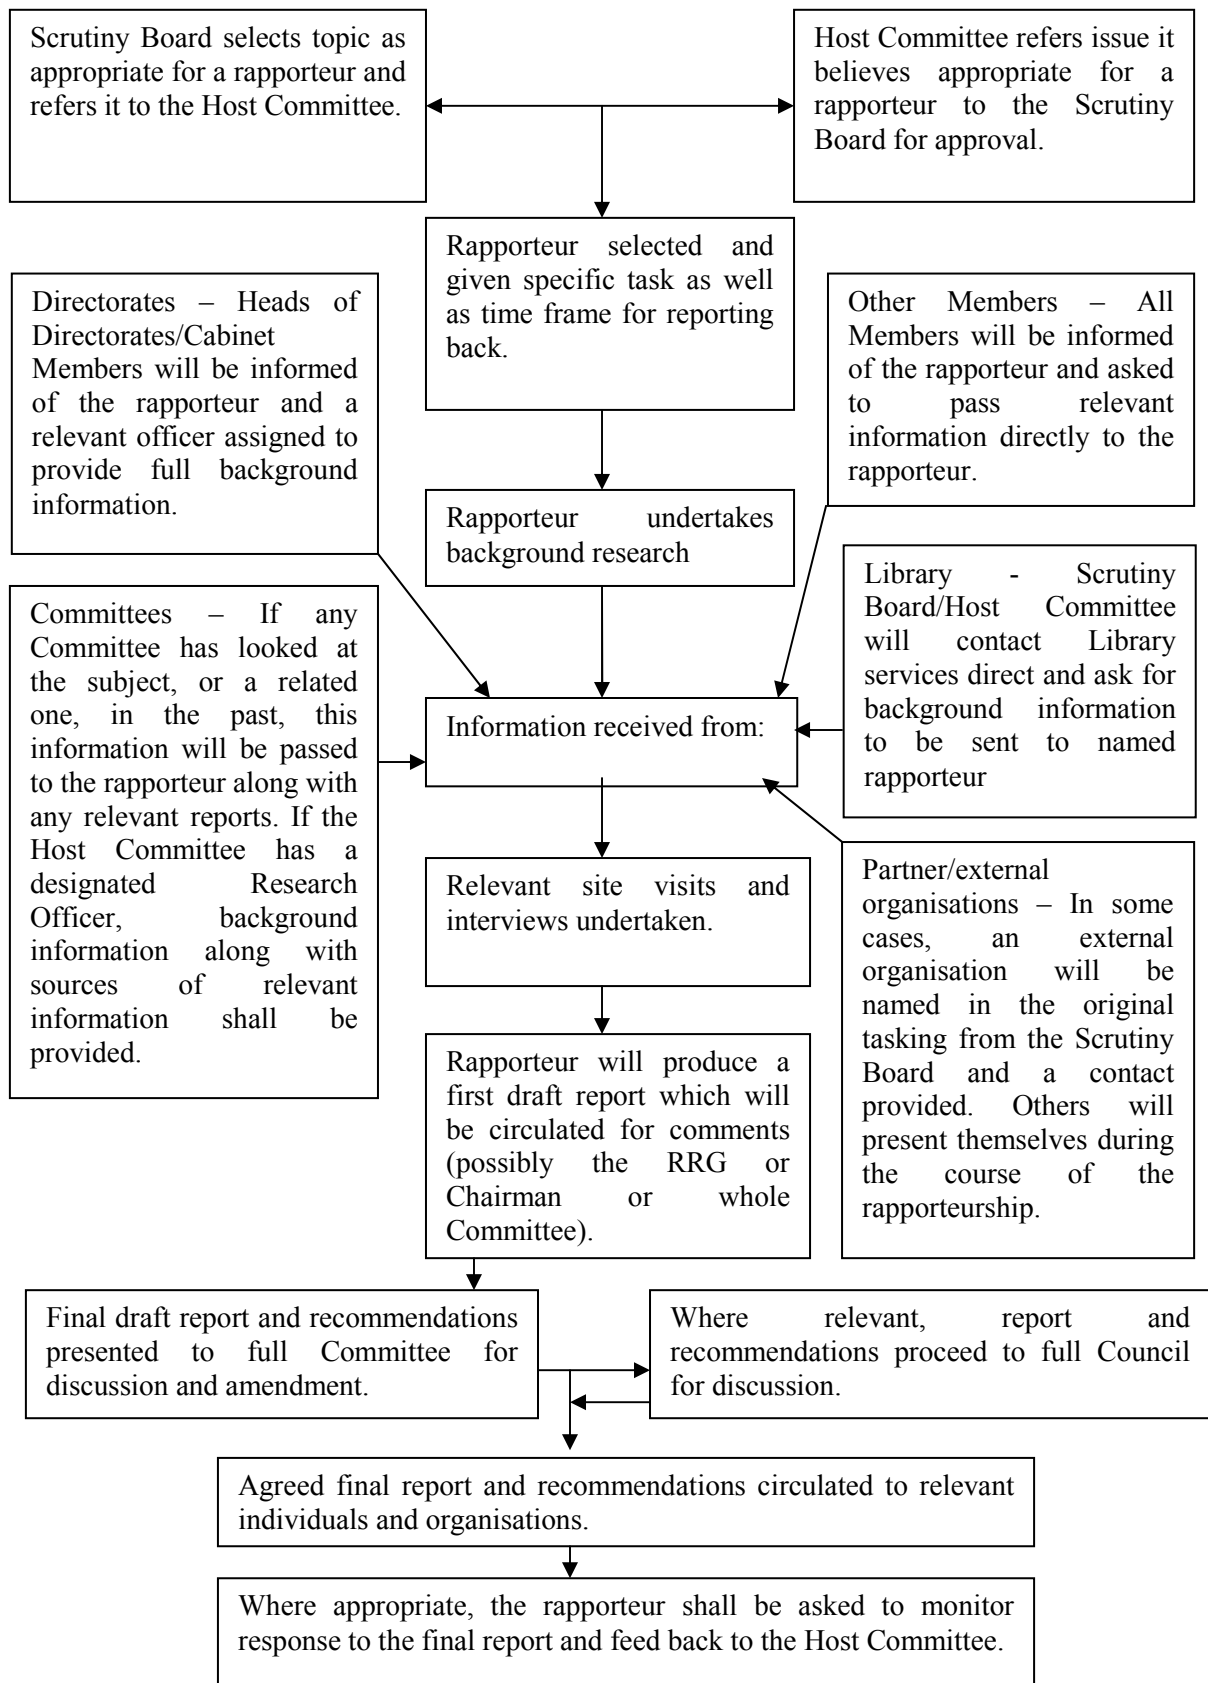 Scrutiny Board selects topic as
appropriate for a rapporteur and
refers it to the Host Committee.
Host Committee refers issue it
believes appropriate for a
rapporteur to the Scrutiny
Board for approval.
Rapporteur selected and
given specific task as well
as time frame for reporting
back.
Directorates – Heads of
Directorates/Cabinet
Members will be informed
of the rapporteur and a
relevant officer assigned to
provide full background
information.
Other Members – All
Members will be informed
of the rapporteur and asked
to pass relevant
information directly to the
rapporteur.
Rapporteur undertakes
background research
Committees – If any
Committee has looked at
the subject, or a related
one, in the past, this
information will be passed
to the rapporteur along with
any relevant reports. If the
Host Committee has a
designated Research
Officer, background
information along with
sources of relevant
information shall be
provided.
Library - Scrutiny
Board/Host Committee
will contact Library
services direct and ask for
background information
to be sent to named
rapporteur
Information received from:
Relevant site visits and
interviews undertaken.
Partner/external
organisations – In some
cases, an external
organisation will be
named in the original
tasking from the Scrutiny
Board and a contact
provided. Others will
present themselves during
the course of the
rapporteurship.
Rapporteur will produce a
first draft report which will
be circulated for comments
(possibly the RRG or
Chairman or whole
Committee).
Final draft report and recommendations
presented to full Committee for
discussion and amendment.
Where relevant, report and
recommendations proceed to full Council
for discussion.
Agreed final report and recommendations circulated to relevant
individuals and organisations.
Where appropriate, the rapporteur shall be asked to monitor
response to the final report and feed back to the Host Committee.